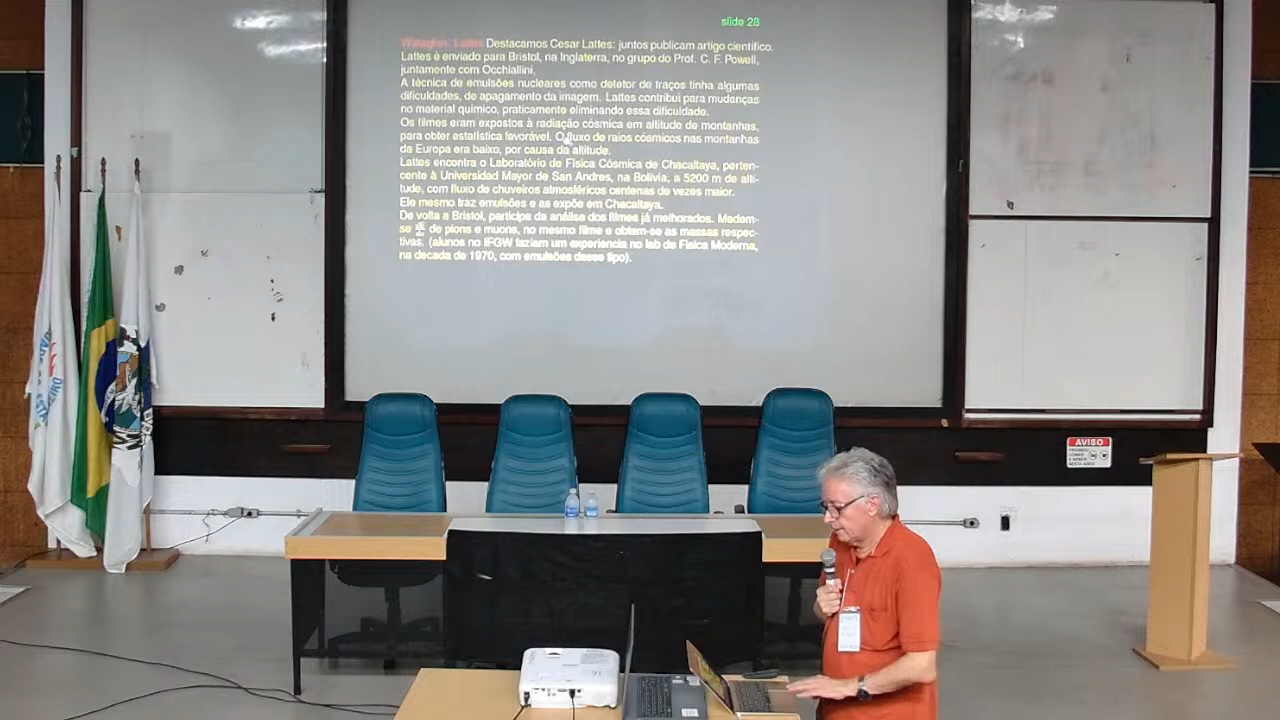 slide 28
Wataghin, Lattes Destacamos Cesar Lattes: juntos publicam artigo científico.
Lattes é enviado para Bristol, na Inglaterra, no grupo do Prof. C. F. Powell,
juntamente com Occhiallini.
A técnica de emulsões nucleares como detetor de traços tinha algumas
dificuldades, de apagamento da imagem. Lattes contribui para mudanças
no material químico, praticamente eliminando essa dificuldade.
Os filmes eram expostos à radiação cósmica em altitude de montanhas,
para obter estatística favorável. O fluxo de raios cósmicos nas montanhas
da Europa era baixo, por causa da altitude.
Lattes encontra o Laboratório de Física Cósmica de Chacaltaya, perten-
cente à Universidad Mayor de San Andres, na Bolívia, a 5200 m de alti-
tude, com fluxo de chuveiros atmosféricos centenas de vezes maior.
Ele mesmo traz emulsões e as expõe em Chacaltaya.
De volta a Bristol, participa da análise dos filmes já melhorados. Medem-
se de pions e muons, no mesmo filme e obtem-se as massas respec-
tivas. (alunos no IFGW faziam um experiencia no lab de Fisica Moderna,
na decada de 1970, com emulsões desse tipo).
AVISO